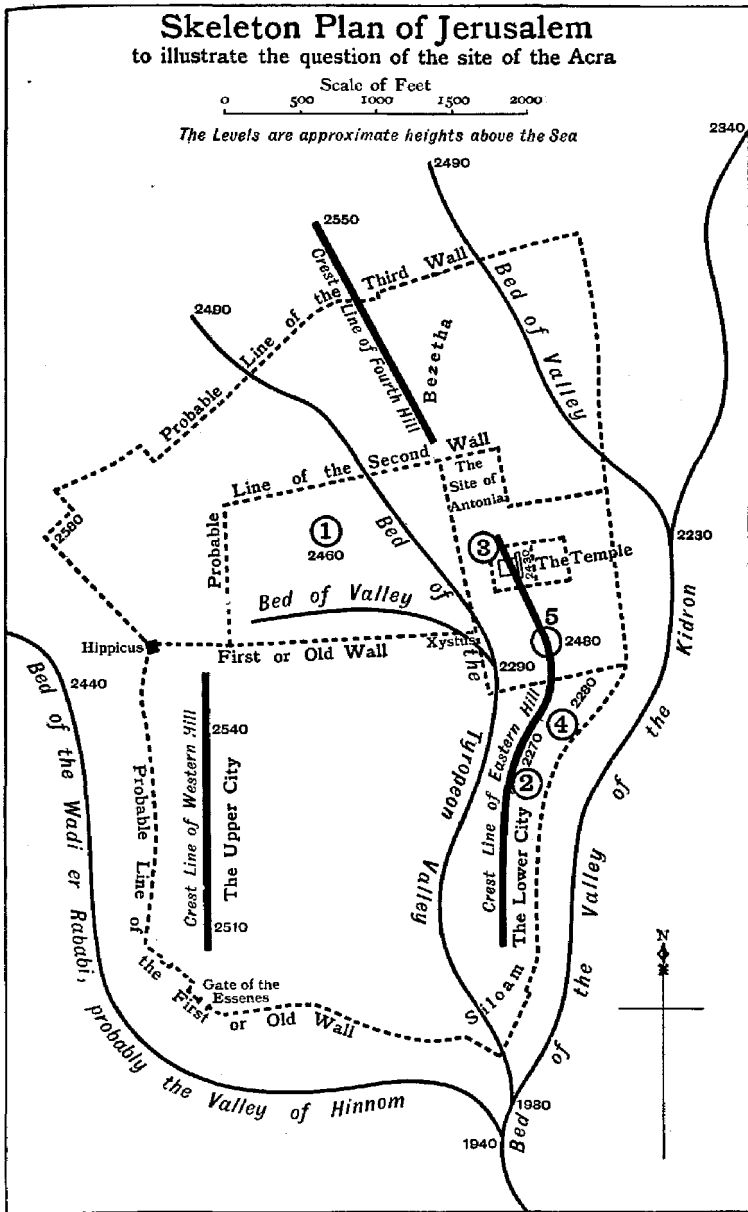 Skeleton Plan of Jerusalem
to illustrate the question of the site of the Acra
Scale of Feet
0 500 1000 1500 2000
The Levels are approximate heights above the Sea
2340
2490
2550
Crest Line of Fourth Hill
Probable Line of the Third Wall
Bed of Valley
2490
Bezetha
Probable Line of the Second Wall
The
Site of
Antonia
2580
1
2460
Bed of the Tyropeon Valley
3
2430
The Temple
2230
Bed of Valley
5
2480
Hippicus
First or Old Wall
Xystus
2290
2440
Bed of the Wadi er Rababi, probably the Valley of Hinnom
2540
Crest Line of Western Hill
The Upper City
2510
Probable Line of the First or Old Wall
Gate of the
Essenes
Crest Line of Eastern Hill
2280
4
2270
2
The Lower City
Siloam
Bed of the Valley of the Kidron
N
1980
1940